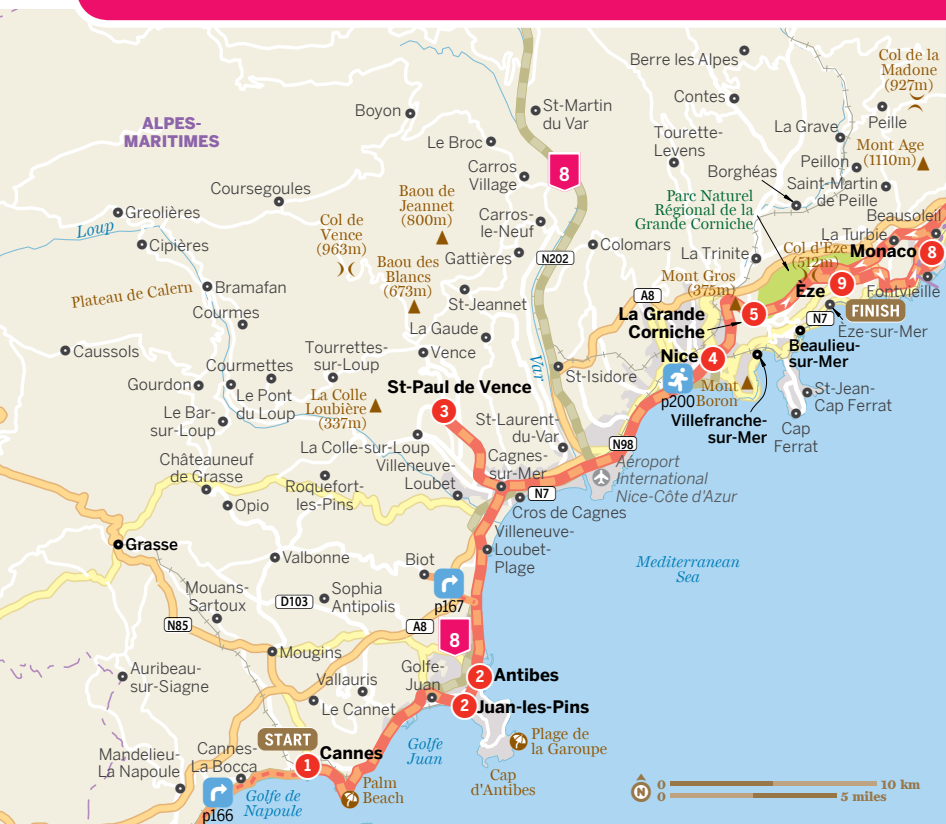 Berre les Alpes
Col de la
Madone
(927m)
Contes
Boyon
St-Martin
du Var
ALPES-
MARITIMES
La Grave
Peille
Tourette-
Levens
Le Broc
Mont Agel
(1110m)
Carros
Village
8
Peillon
Borghéas
Saint-Martin
de Peille
Coursegoules
Baou de
Jeannet
(800m)
Parc Naturel
Régional de la
Grande Corniche
Greolières
Loup
Col de
Vence
(963m)
Carros-
le-Neuf
Beausoleil
La Turbie
Cipières
Colomars
La Trinite
Col d'Eze
(512m)
Monaco
8
Gattières
N202
Baou des
Blancs
(673m)
Mont Gros
(375m)
Èze
9
Fontvieille
Plateau de Calern
Bramafan
St-Jeannet
A8
FINISH
Courmes
La Grande
Corniche
5
N7
Èze-sur-Mer
La Gaude
Caussols
Tourrettes-
sur-Loup
Vence
Var
Nice
4
Beaulieu-
sur-Mer
Courmettes
St-Isidore
Gourdon
Le Pont
du Loup
St-Paul de Vence
3
p200
Mont
Boron
St-Jean-
Cap Ferrat
La Colle
Loubière
(337m)
Le Bar-
sur-Loup
St-Laurent-
du-Var
Villefranche-
sur-Mer
Cap
Ferrat
La Colle-sur-Loup
N98
Châteauneuf
de Grasse
Villeneuve-
Loubet
Cagnes-
sur-Mer
Aéroport
International
Nice-Côte d'Azur
Roquefort-
les-Pins
N7
Opio
Cros de Cagnes
Grasse
Villeneuve-
Loubet-
Plage
Valbonne
Biot
Mediterranean
Sea
Mouans-
Sartoux
Sophia
Antipolis
D103
p167
N85
A8
8
Mougins
Auribeau-
sur-Siagne
Golfe-
Juan
2
Antibes
Vallauris
Le Cannet
2
Juan-les-Pins
START
Mandelieu-
La Napoule
Cannes-
La Bocca
1
Cannes
Golfe
Juan
Plage de
la Garoupe
Cap
d'Antibes
Palm
Beach
Golfe de
Napoule
p166
N
0
10 km
0
5 miles